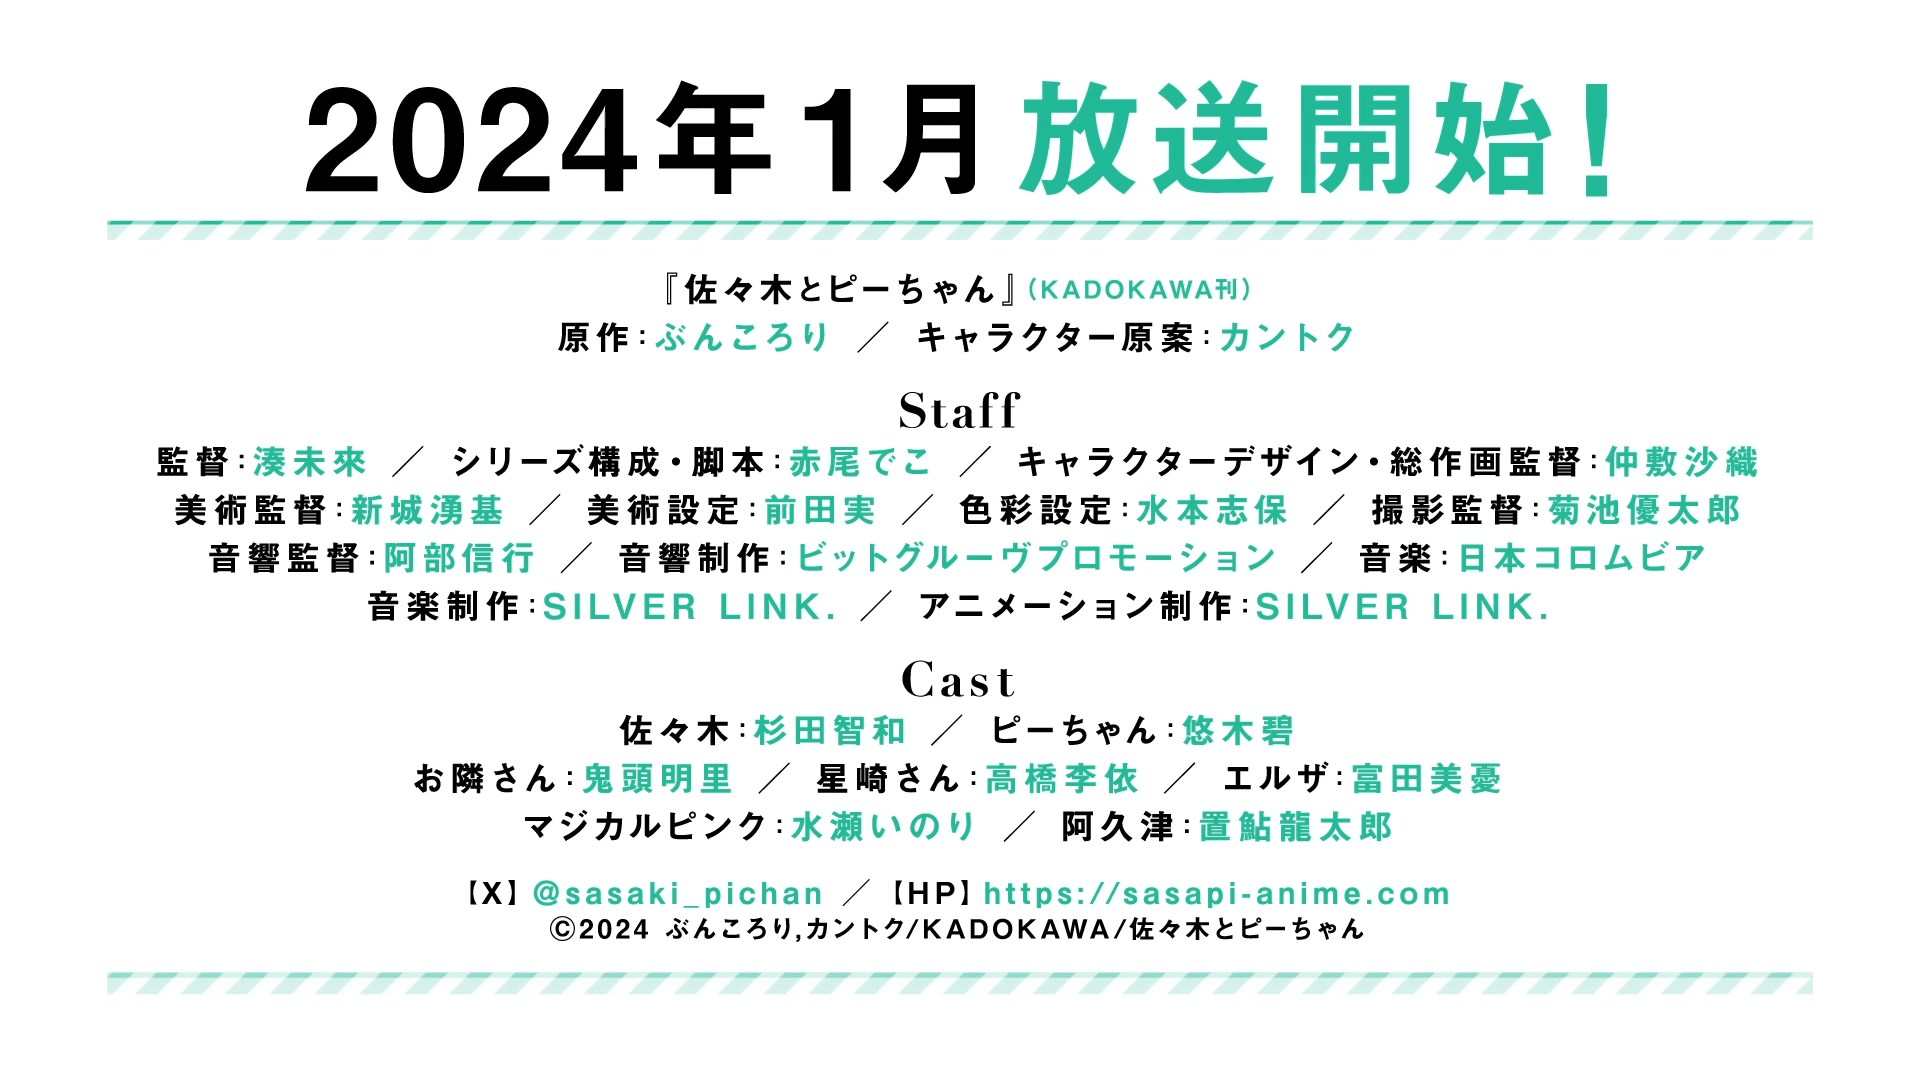 2024年1月 放送開始!
『佐々木とピーちゃん』(KADOKAWA刊)
原作:ぶんころり ／ キャラクター原案:カントク
Staff
監督:湊未來 ／ シリーズ構成・脚本:赤尾でこ ／ キャラクターデザイン・総作画監督:仲敷沙織
美術監督:新城湧基 ／ 美術設定:前田実 ／ 色彩設定:水本志保 ／ 撮影監督:菊池優太郎
音響監督:阿部信行 ／ 音響制作:ビットグルーヴプロモーション ／ 音楽:日本コロムビア
音楽制作:SILVER LINK. ／ アニメーション制作:SILVER LINK.
Cast
佐々木:杉田智和 ／ ピーちゃん:悠木碧
お隣さん:鬼頭明里 ／ 星崎さん:高橋李依 ／ エルザ:富田美憂
マジカルピンク:水瀬いのり ／ 阿久津:置鮎龍太郎
【X】@sasaki_pichan ／【HP】https://sasapi-anime.com
©2024 ぶんころり,カントク/KADOKAWA/佐々木とピーちゃん